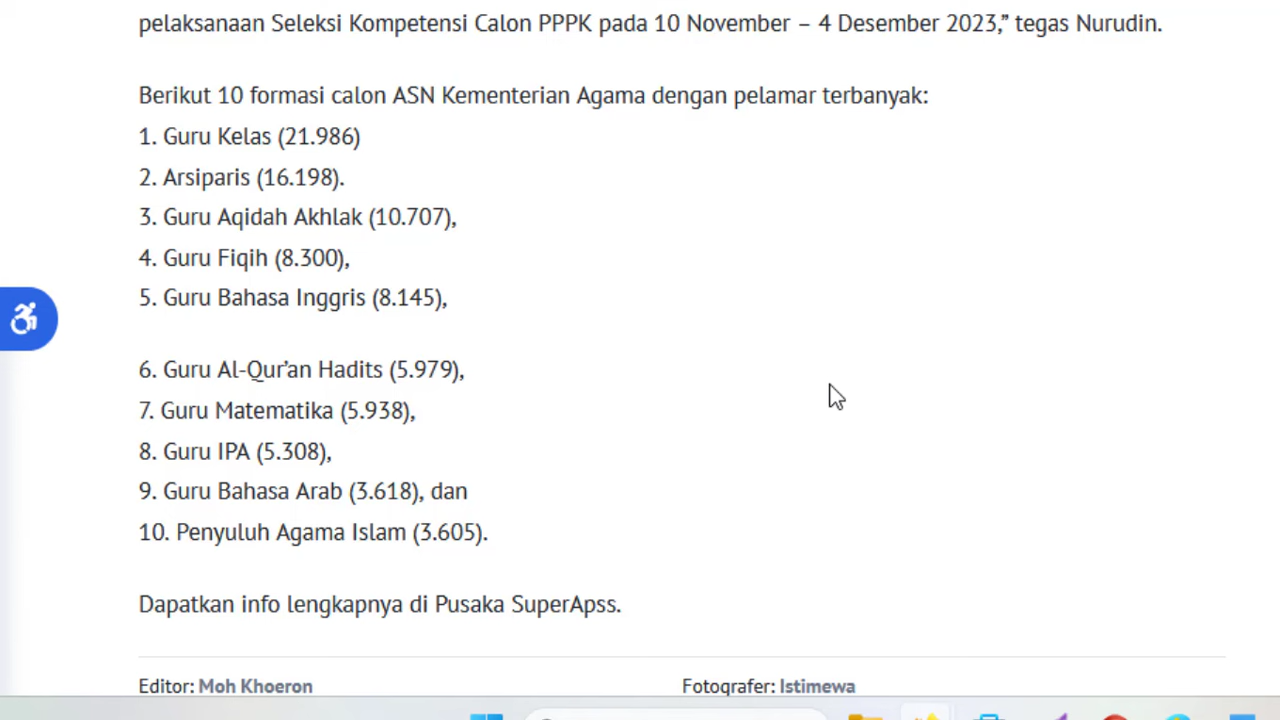 pelaksanaan Seleksi Kompetensi Calon PPPK pada 10 November – 4 Desember 2023,” tegas Nurudin.
Berikut 10 formasi calon ASN Kementerian Agama dengan pelamar terbanyak:
1. Guru Kelas (21.986)
2. Arsiparis (16.198).
3. Guru Aqidah Akhlak (10.707),
4. Guru Fiqih (8.300),
5. Guru Bahasa Inggris (8.145),
6. Guru Al-Qur’an Hadits (5.979),
7. Guru Matematika (5.938),
8. Guru IPA (5.308),
9. Guru Bahasa Arab (3.618), dan
10. Penyuluh Agama Islam (3.605).
Dapatkan info lengkapnya di Pusaka SuperApss.
Editor: Moh Khoeron
Fotografer: Istimewa